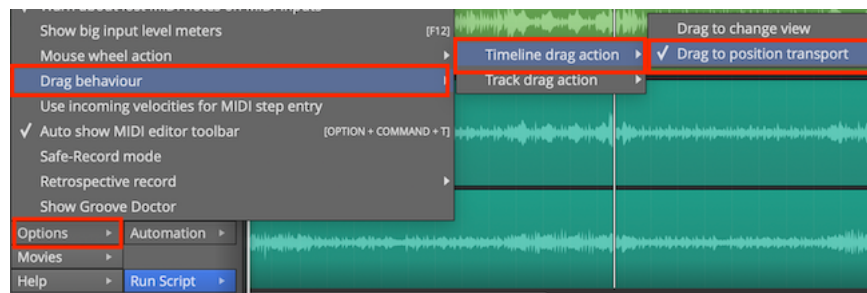 Show big input level meters [F12]
Mouse wheel action
Drag behaviour
Use incoming velocities for MIDI step entry
✓ Auto show MIDI editor toolbar [OPTION + COMMAND + T]
Safe-Record mode
Retrospective record
Show Groove Doctor
Options
Movies
Help
Automation
Run Script
Timeline drag action
Track drag action
Drag to change view
✓ Drag to position transport